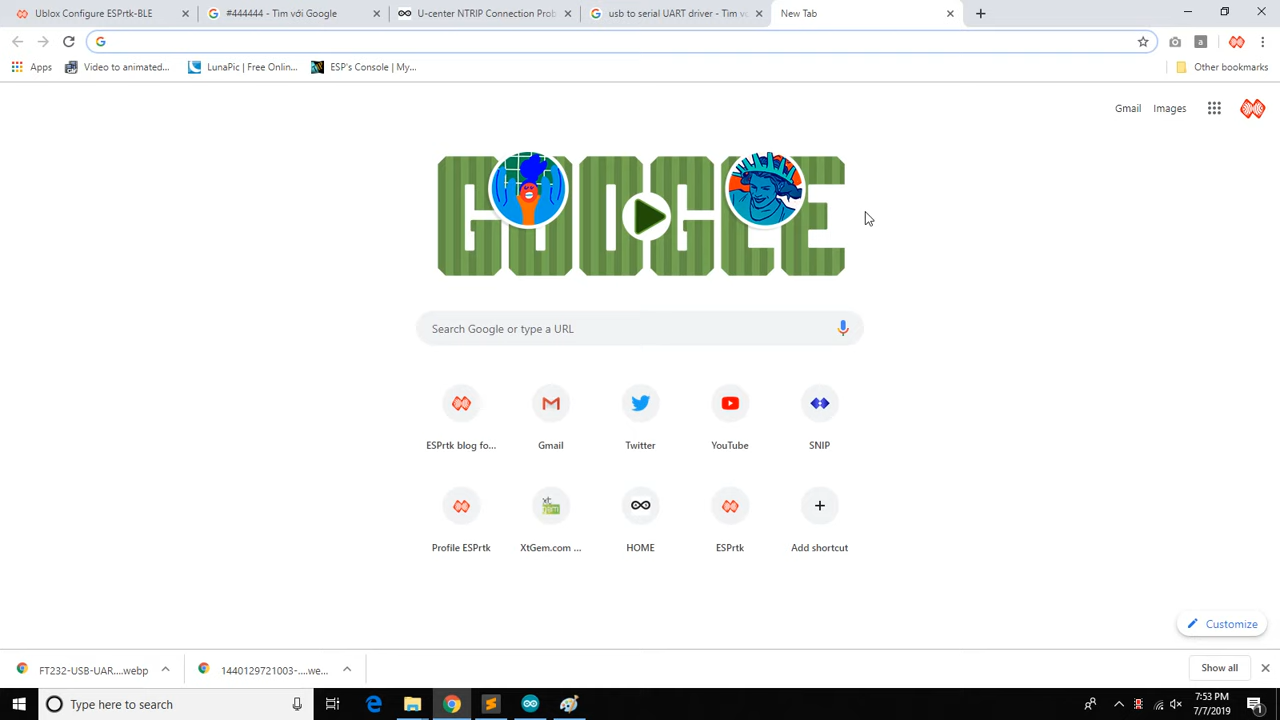 Ublox Configure ESPrtk-BLE
#444444 - Tìm với Google
U-center NTRIP Connection Prob
usb to serial UART driver - Tìm vớ
New Tab
Apps
Video to animated...
LunaPic | Free Onlin...
ESP's Console | My...
Other bookmarks
Gmail
Images
GOOGLE
Search Google or type a URL
ESPrtk blog fo...
Gmail
Twitter
YouTube
SNIP
Profile ESPrtk
XtGem.com ...
HOME
ESPrtk
Add shortcut
Customize
FT232-USB-UAR....webp
1440129721003-....we...
Show all
Type here to search
7:53 PM
7/7/2019